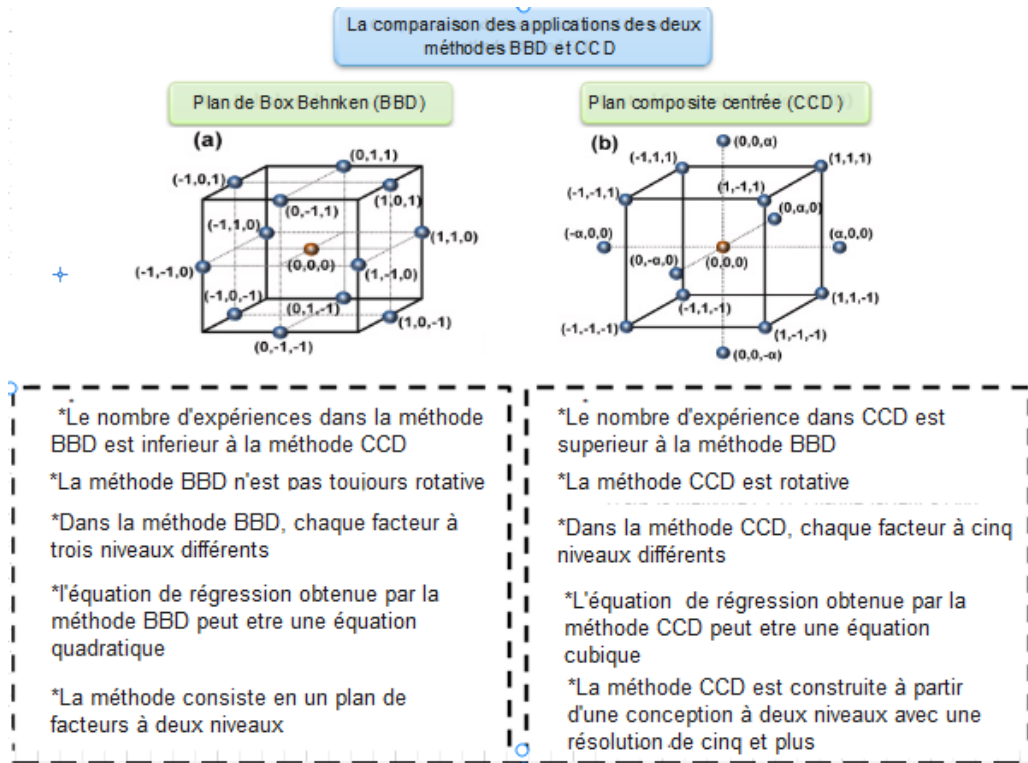 La comparaison des applications des deux
méthodes BBD et CCD
Plan de Box Behnken (BBD)
Plan composite centrée (CCD)
(a)
(0,1,1)
(-1,0,1)
(0,-1,1)
(1,0,1)
(-1,1,0)
(1,1,0)
(-1,-1,0)
(0,0,0)
(1,-1,0)
(-1,0,-1)
(0,1,-1)
(1,0,-1)
(0,-1,-1)
(b)
(0,0,α)
(-1,1,1)
(1,1,1)
(-1,-1,1)
(1,-1,1)
(0,α,0)
(-α,0,0)
(α,0,0)
(0,-α,0)
(0,0,0)
(-1,1,-1)
(1,1,-1)
(-1,-1,-1)
(1,-1,-1)
(0,0,-α)
*Le nombre d'expériences dans la méthode
BBD est inferieur à la méthode CCD
*La méthode BBD n'est pas toujours rotative
*Dans la méthode BBD, chaque facteur à
trois niveaux différents
*l'équation de régression obtenue par la
méthode BBD peut etre une équation
quadratique
*La méthode consiste en un plan de
facteurs à deux niveaux
*Le nombre d'expérience dans CCD est
superieur à la méthode BBD
*La méthode CCD est rotative
*Dans la méthode CCD, chaque facteur à cinq
niveaux différents
*L'équation de régression obtenue par la
méthode CCD peut etre une équation
cubique
*La méthode CCD est construite à partir
d'une conception à deux niveaux avec une
résolution de cinq et plus